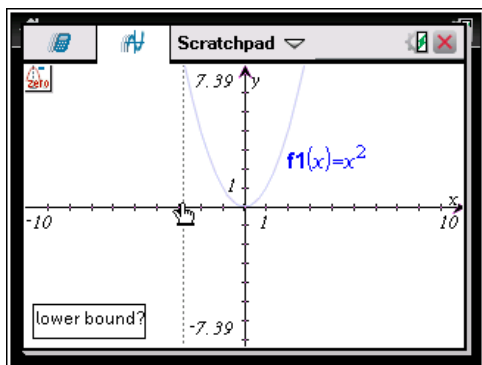 Scratchpad
zero
7.39
y
f1(x)=x²
1
x
-10
1
10
lower bound?
-7.39